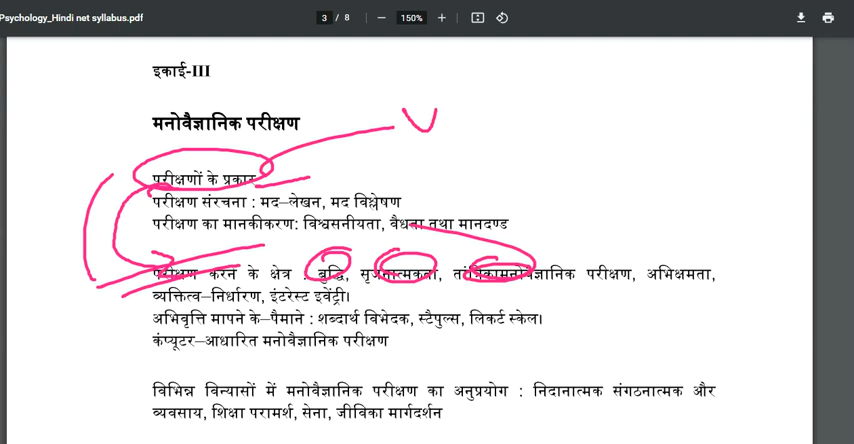 Psychology_Hindi net syllabus.pdf
3 / 8 — 150% +
इकाई-III
मनोवैज्ञानिक परीक्षण
परीक्षणों के प्रकार
परीक्षण संरचना : मद–लेखन, मद विश्लेषण
परीक्षण का मानकीकरण: विश्वसनीयता, वैधता तथा मानदण्ड
परीक्षण करने के क्षेत्र : बुद्धि, सृजनात्मकता, तंत्रिकामनोवैज्ञानिक परीक्षण, अभिक्षमता,
व्यक्तित्व–निर्धारण, इंटरेस्ट इवेंट्री।
अभिवृत्ति मापने के–पैमाने : शब्दार्थ विभेदक, स्टैपुल्स, लिकर्ट स्केल।
कंप्यूटर–आधारित मनोवैज्ञानिक परीक्षण
विभिन्न विन्यासों में मनोवैज्ञानिक परीक्षण का अनुप्रयोग : निदानात्मक संगठनात्मक और
व्यवसाय, शिक्षा परामर्श, सेना, जीविका मार्गदर्शन